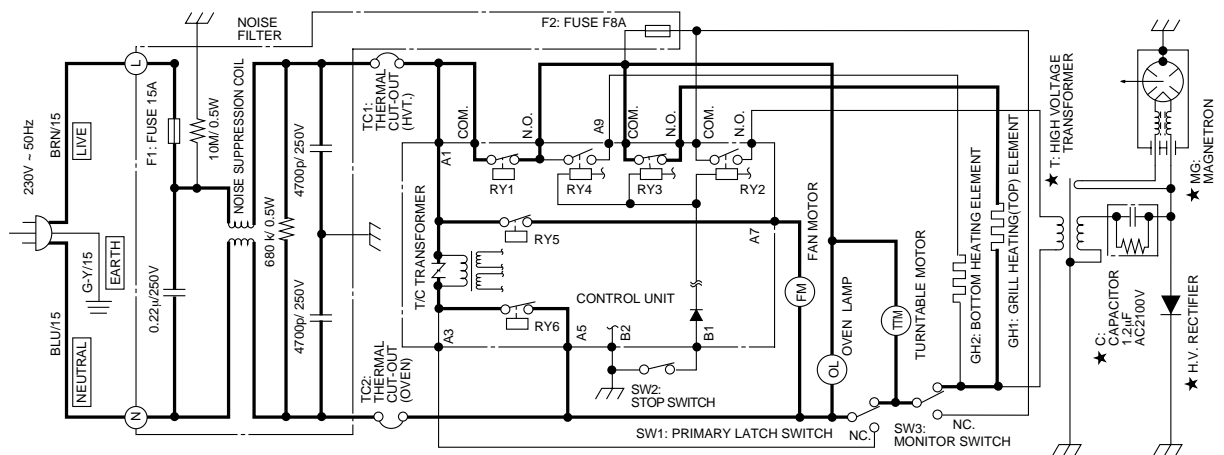 230V ~ 50Hz
BRN/15
LIVE
G-Y/15
EARTH
BLU/15
NEUTRAL
L
N
F1: FUSE 15A
10M/ 0.5W
0.22µ/250V
NOISE
FILTER
NOISE SUPPRESSION COIL
680 k/ 0.5W
4700p/ 250V
4700p/ 250V
TC1:
THERMAL
CUT-OUT
(HVT.)
TC2:
THERMAL
CUT-OUT
(OVEN)
F2: FUSE F8A
A1
COM.
N.O.
A9
COM.
N.O.
COM.
N.O.
RY1
RY4
RY3
RY2
RY5
A7
T/C TRANSFORMER
CONTROL UNIT
RY6
A3
A5
B2
B1
SW2:
STOP SWITCH
FM
FAN MOTOR
OL
OVEN LAMP
TTM
TURNTABLE MOTOR
SW1: PRIMARY LATCH SWITCH
NC.
SW3:
MONITOR SWITCH
NC.
GH2: BOTTOM HEATING ELEMENT
GH1: GRILL HEATING(TOP) ELEMENT
★ T: HIGH VOLTAGE
TRANSFORMER
★ C:
CAPACITOR
1.2µF
AC2100V
★ MG:
MAGNETRON
★ H.V. RECTIFIER